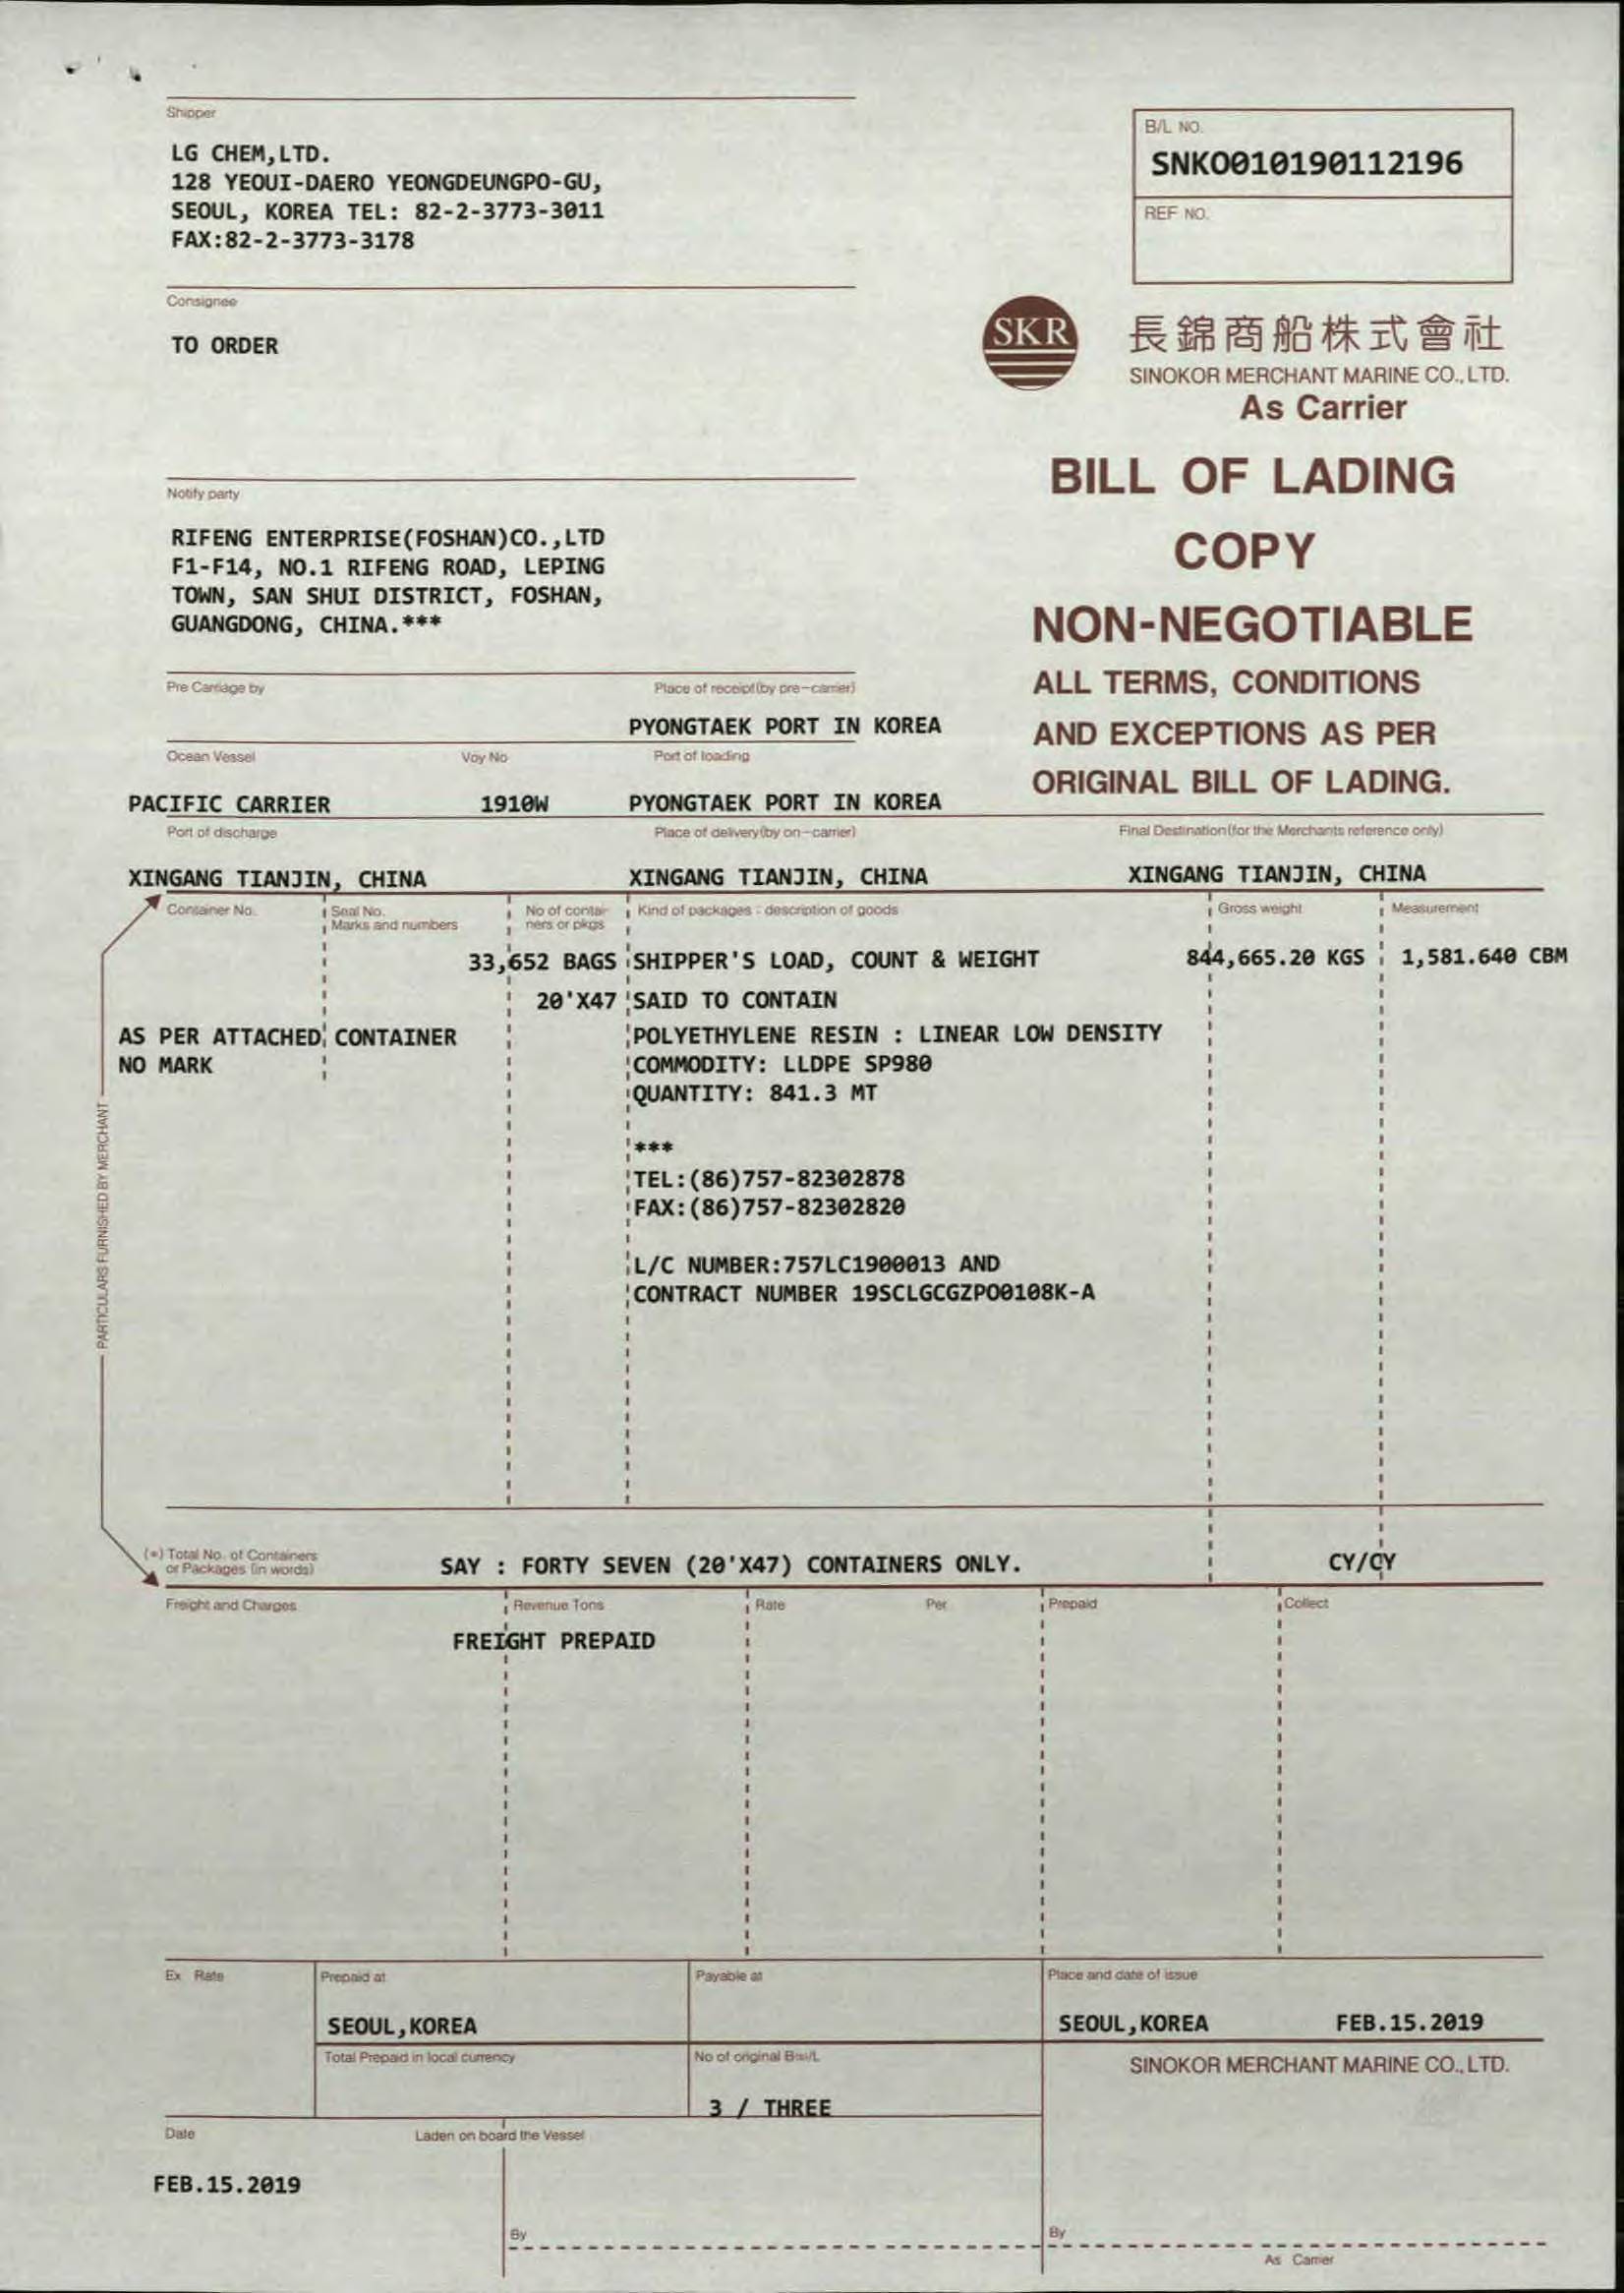 Shipper
LG CHEM,LTD.
128 YEOUI-DAERO YEONGDEUNGPO-GU,
SEOUL, KOREA TEL: 82-2-3773-3011
FAX:82-2-3773-3178
B/L NO.
SNKO010190112196
REF NO.
Consignee
TO ORDER
SKR
長錦商船株式會社
SINOKOR MERCHANT MARINE CO., LTD.
As Carrier
BILL OF LADING
COPY
NON-NEGOTIABLE
ALL TERMS, CONDITIONS
AND EXCEPTIONS AS PER
ORIGINAL BILL OF LADING.
Notify party
RIFENG ENTERPRISE(FOSHAN)CO.,LTD
F1-F14, NO.1 RIFENG ROAD, LEPING
TOWN, SAN SHUI DISTRICT, FOSHAN,
GUANGDONG, CHINA.***
Pre Carriage by Place of receipt(by pre-carrier)
PYONGTAEK PORT IN KOREA
Ocean Vessel Voy No Port of loading
PACIFIC CARRIER 1910W PYONGTAEK PORT IN KOREA
Port of discharge Place of delivery(by on-carrier) Final Destination(for the Merchants reference only)
XINGANG TIANJIN, CHINA XINGANG TIANJIN, CHINA XINGANG TIANJIN, CHINA
Container No. Seal No. No of contai- Kind of packages : description of goods Gross weight Measurement
Marks and numbers ners or pkgs
33,652 BAGS SHIPPER'S LOAD, COUNT & WEIGHT 844,665.20 KGS 1,581.640 CBM
20'X47 SAID TO CONTAIN
AS PER ATTACHED CONTAINER POLYETHYLENE RESIN : LINEAR LOW DENSITY
NO MARK COMMODITY: LLDPE SP980
QUANTITY: 841.3 MT
***
TEL:(86)757-82302878
FAX:(86)757-82302820
L/C NUMBER:757LC1900013 AND
CONTRACT NUMBER 19SCLGCGZPO0108K-A
PARTICULARS FURNISHED BY MERCHANT
(*) Total No. of Containers
or Packages (in words)
SAY : FORTY SEVEN (20'X47) CONTAINERS ONLY. CY/CY
Freight and Charges Revenue Tons Rate Per Prepaid Collect
FREIGHT PREPAID
Ex Rate Prepaid at Payable at Place and date of issue
SEOUL,KOREA SEOUL,KOREA FEB.15.2019
Total Prepaid in local currency No of original B(s)/L SINOKOR MERCHANT MARINE CO., LTD.
3 / THREE
Date Laden on board the Vessel
FEB.15.2019
By By
As Carrier